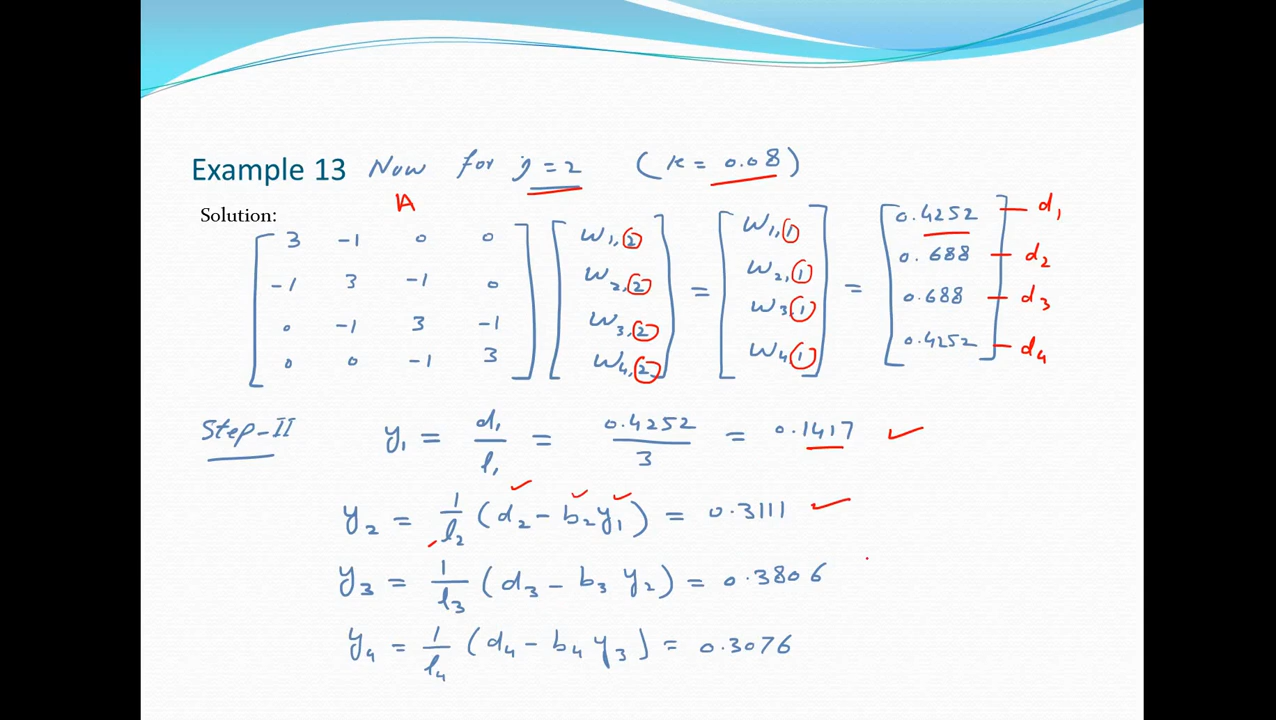 Example 13 Now for j = 2 (k = 0.08)
Solution: A
[3 -1 0 0] [w1,2] = [w1,1] = [0.4252] — d1
[-1 3 -1 0] [w2,2] [w2,1] [0.688] — d2
[0 -1 3 -1] [w3,2] [w3,1] [0.688] — d3
[0 0 -1 3] [w4,2] [w4,1] [0.4252] — d4
Step-II y1 = d1/l1 = 0.4252/3 = 0.1417 ✓
y2 = 1/l2 (d2 - b2y1) = 0.3111 ✓
y3 = 1/l3 (d3 - b3 y2) = 0.3806
y4 = 1/l4 (d4 - b4 y3) = 0.3076